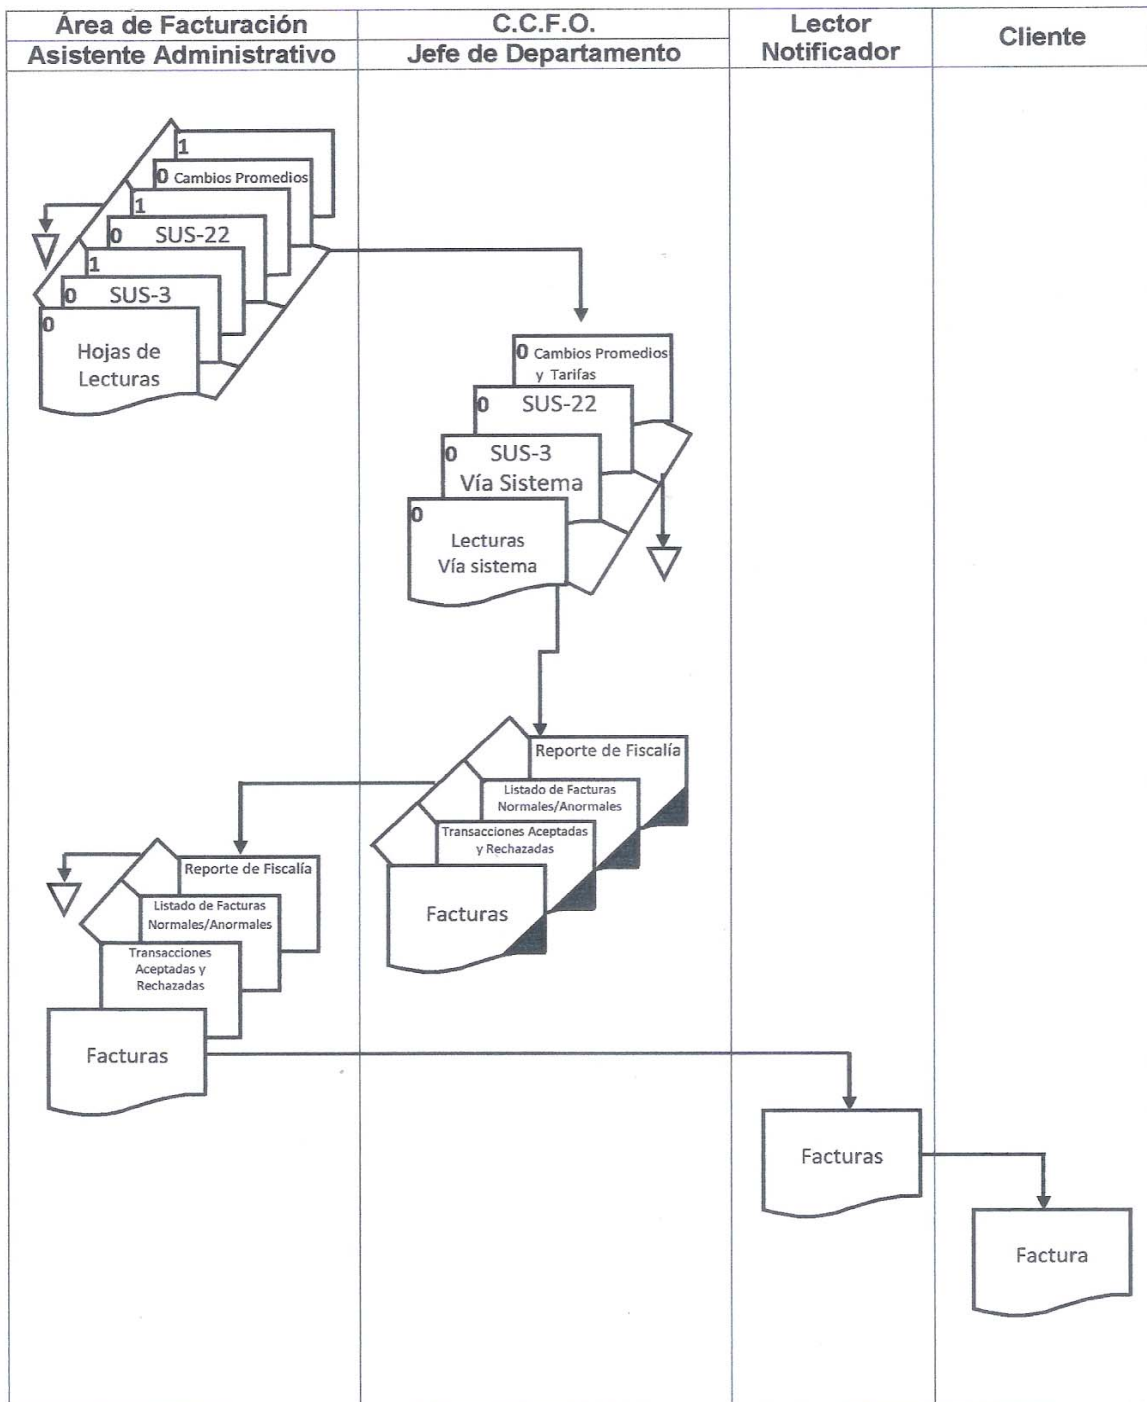 Área de Facturación
Asistente Administrativo
C.C.F.O.
Jefe de Departamento
Lector
Notificador
Cliente
1
0 Cambios Promedios
1
0 SUS-22
1
0 SUS-3
0
Hojas de
Lecturas
0 Cambios Promedios
y Tarifas
0 SUS-22
0 SUS-3
Vía Sistema
0
Lecturas
Vía sistema
Reporte de Fiscalía
Listado de Facturas
Normales/Anormales
Transacciones Aceptadas
y Rechazadas
Facturas
Reporte de Fiscalía
Listado de Facturas
Normales/Anormales
Transacciones
Aceptadas y
Rechazadas
Facturas
Facturas
Factura